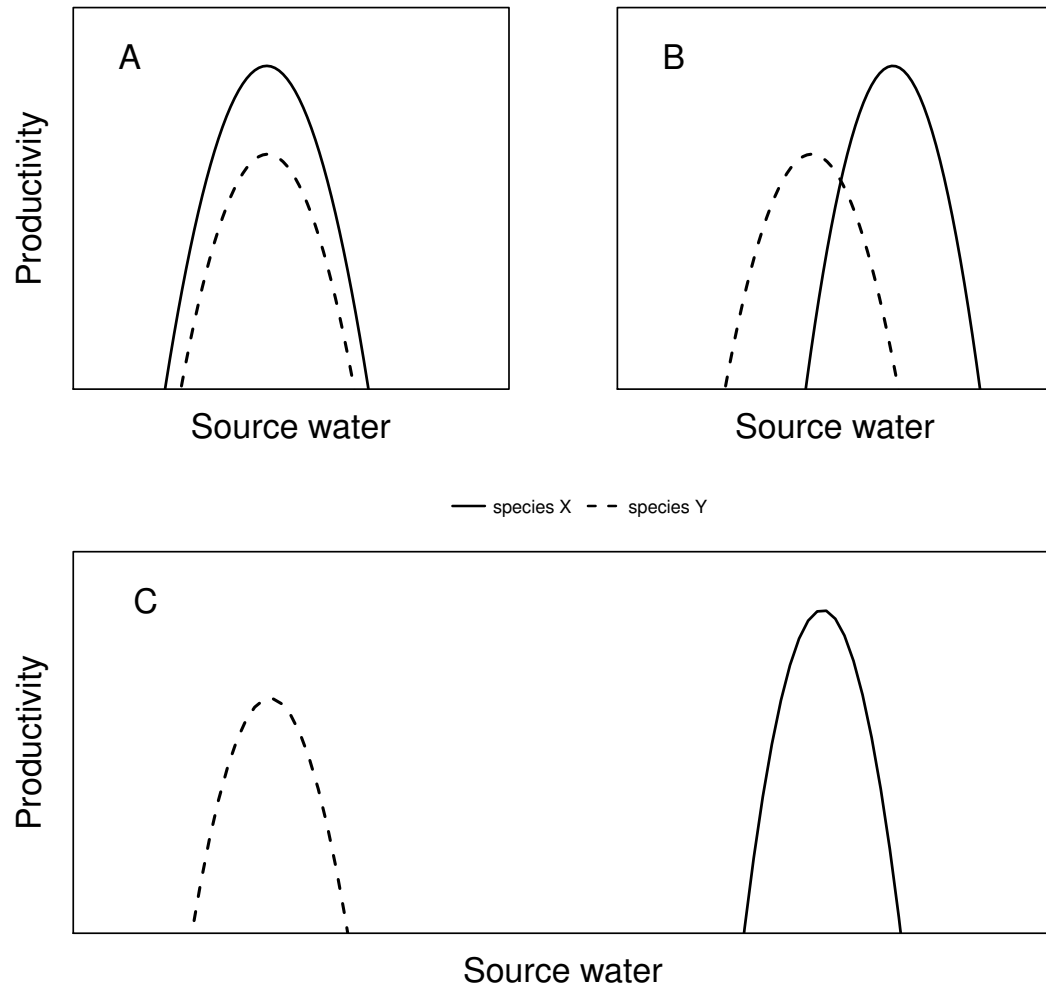 A
B
Productivity
Source water
Source water
species X
species Y
C
Productivity
Source water